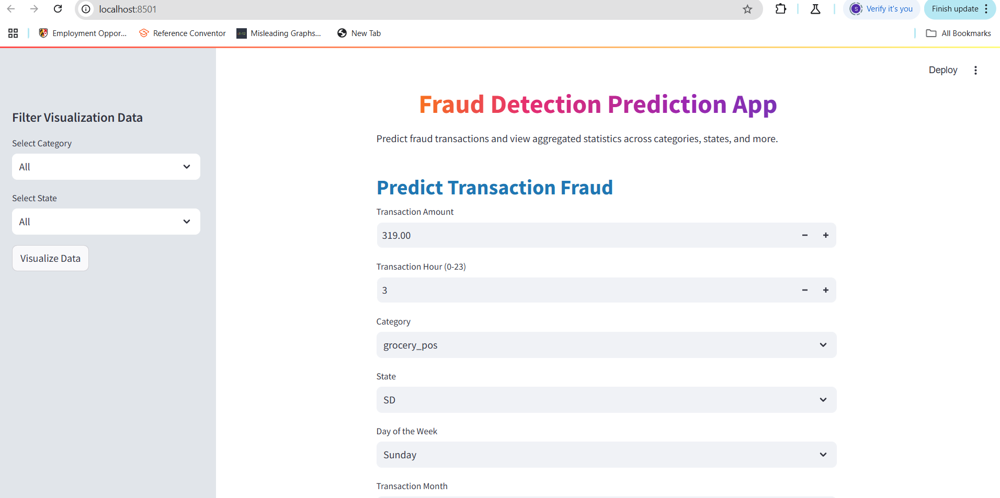 localhost:8501
S
Verify it's you
Finish update
Employment Oppor...
Reference Conventor
Misleading Graphs...
New Tab
All Bookmarks
Deploy
Filter Visualization Data
Select Category
All
Select State
All
Visualize Data
Fraud Detection Prediction App
Predict fraud transactions and view aggregated statistics across categories, states, and more.
Predict Transaction Fraud
Transaction Amount
319.00
Transaction Hour (0-23)
3
Category
grocery_pos
State
SD
Day of the Week
Sunday
Transaction Month